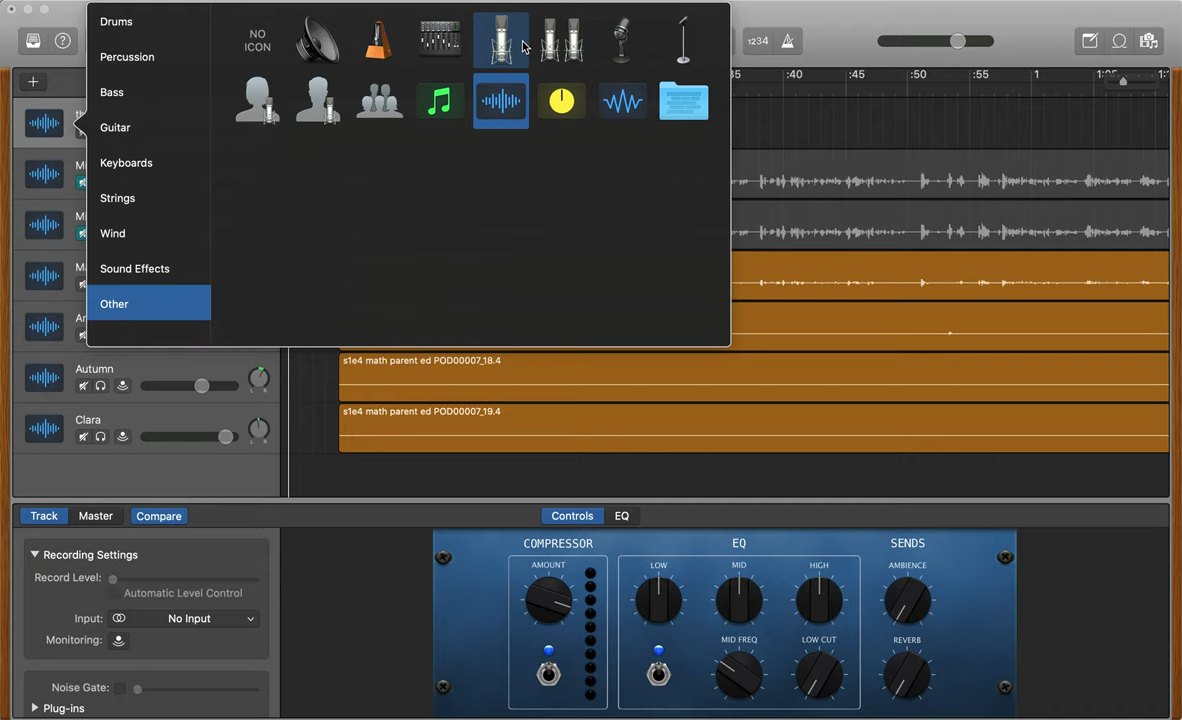 Drums
Percussion
Bass
Guitar
Keyboards
Strings
Wind
Sound Effects
Other
NO
ICON
1234
:40
:45
:50
:55
1
Autumn
L R
Clara
L R
s1e4 math parent ed POD00007_18.4
s1e4 math parent ed POD00007_19.4
Track
Master
Compare
Controls
EQ
Recording Settings
Record Level:
Automatic Level Control
Input:
No Input
Monitoring:
Noise Gate:
Plug-ins
COMPRESSOR
AMOUNT
EQ
LOW
MID
HIGH
MID FREQ
LOW CUT
SENDS
AMBIENCE
REVERB